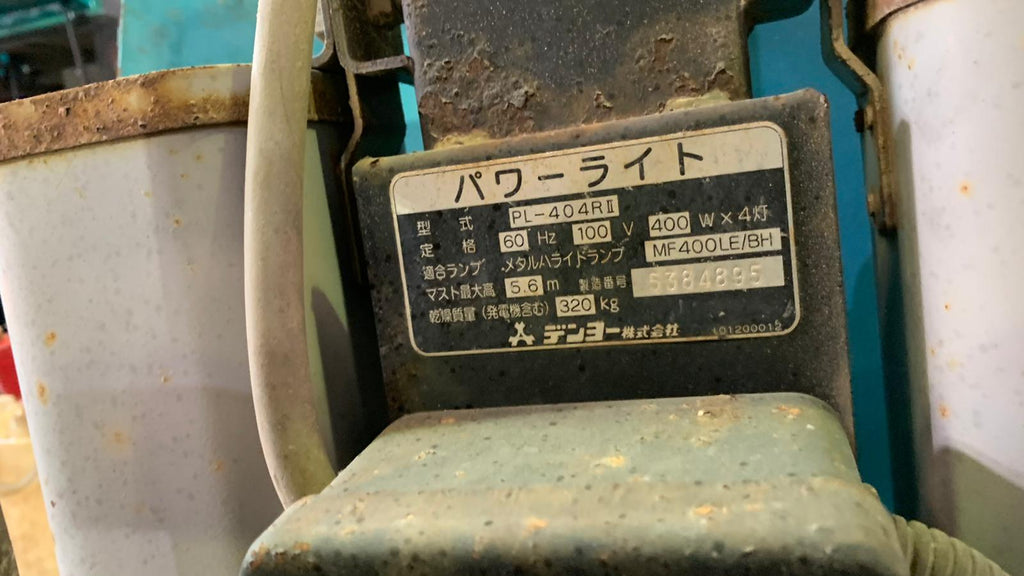 パワーライト
型式 PL-404RⅡ
定格 60 Hz 100 V 400 W×4灯
適合ランプ メタルハライドランプ MF400LE/BH
マスト最大高 5.6 m 製造番号 5384895
乾燥質量(発電機含む) 320 kg
デンヨー株式会社